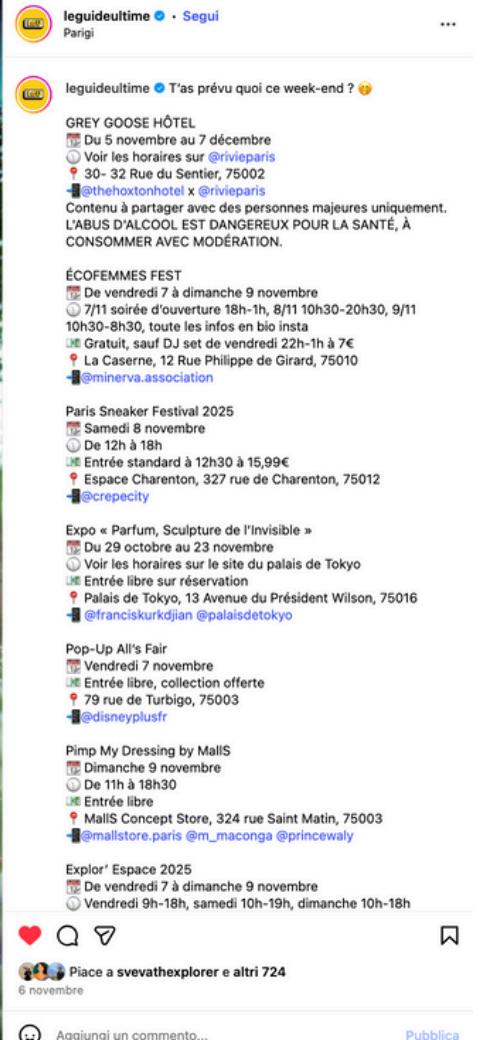 leguideultime • Segui
Parigi
leguideultime T'as prévu quoi ce week-end ? 🤭
GREY GOOSE HÔTEL
📆 Du 5 novembre au 7 décembre
🕥 Voir les horaires sur @rivieparis
📍 30- 32 Rue du Sentier, 75002
📲@thehoxtonhotel x @rivieparis
Contenu à partager avec des personnes majeures uniquement.
L'ABUS D'ALCOOL EST DANGEREUX POUR LA SANTÉ, À
CONSOMMER AVEC MODÉRATION.
ÉCOFEMMES FEST
📆 De vendredi 7 à dimanche 9 novembre
🕥 7/11 soirée d'ouverture 18h-1h, 8/11 10h30-20h30, 9/11
10h30-8h30, toute les infos en bio insta
💵 Gratuit, sauf DJ set de vendredi 22h-1h à 7€
📍 La Caserne, 12 Rue Philippe de Girard, 75010
📲@minerva.association
Paris Sneaker Festival 2025
📆 Samedi 8 novembre
🕥 De 12h à 18h
💵 Entrée standard à 12h30 à 15,99€
📍 Espace Charenton, 327 rue de Charenton, 75012
📲@crepecity
Expo « Parfum, Sculpture de l'Invisible »
📆 Du 29 octobre au 23 novembre
🕥 Voir les horaires sur le site du palais de Tokyo
💵 Entrée libre sur réservation
📍 Palais de Tokyo, 13 Avenue du Président Wilson, 75016
📲 @franciskurkdjian @palaisdetokyo
Pop-Up All's Fair
📆 Vendredi 7 novembre
💵 Entrée libre, collection offerte
📍 79 rue de Turbigo, 75003
📲@disneyplusfr
Pimp My Dressing by MallS
📆 Dimanche 9 novembre
🕥 De 11h à 18h30
💵 Entrée libre
📍 MallS Concept Store, 324 rue Saint Matin, 75003
📲@mallstore.paris @m_maconga @princewaly
Explor' Espace 2025
📆 De vendredi 7 à dimanche 9 novembre
🕥 Vendredi 9h-18h, samedi 10h-19h, dimanche 10h-18h
Piace a svevathexplorer e altri 724
6 novembre
Aggiungi un commento...
Pubblica